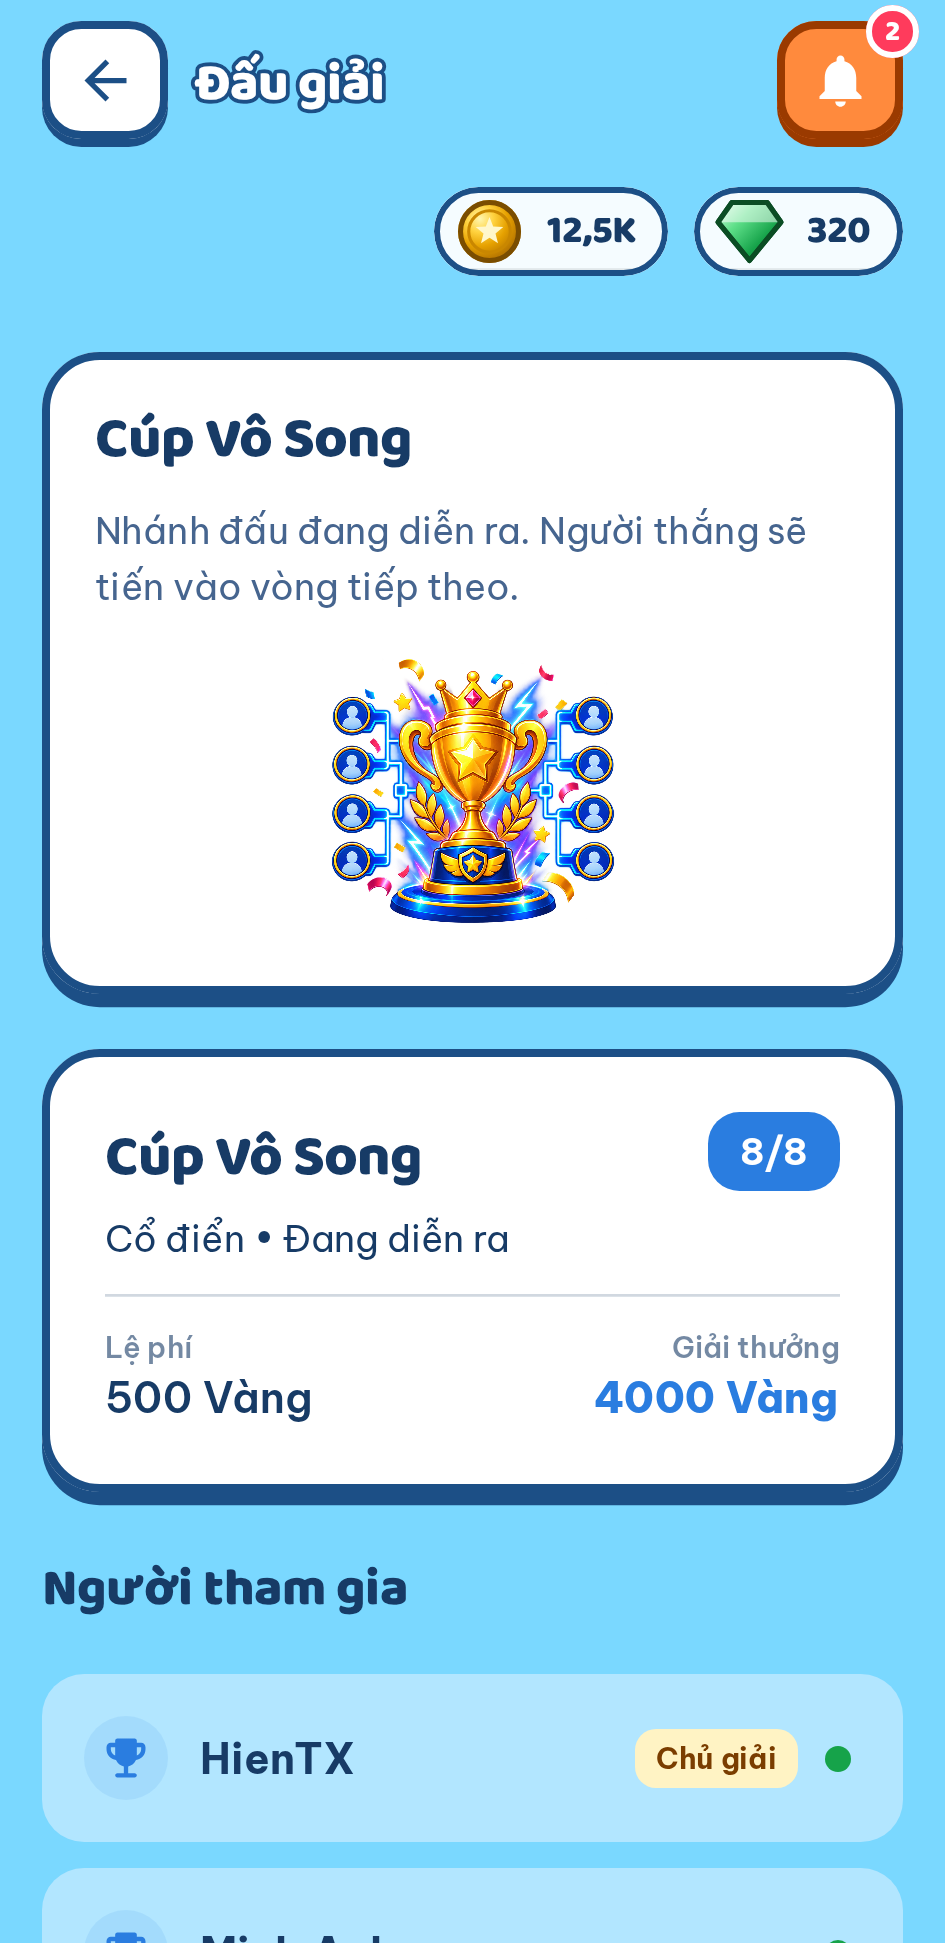 Đấu giải
2
12,5K
320
Cúp Vô Song
Nhánh đấu đang diễn ra. Người thắng sẽ
tiến vào vòng tiếp theo.
Cúp Vô Song
8/8
Cổ điển • Đang diễn ra
Lệ phí
Giải thưởng
500 Vàng
4000 Vàng
Người tham gia
HienTX
Chủ giải